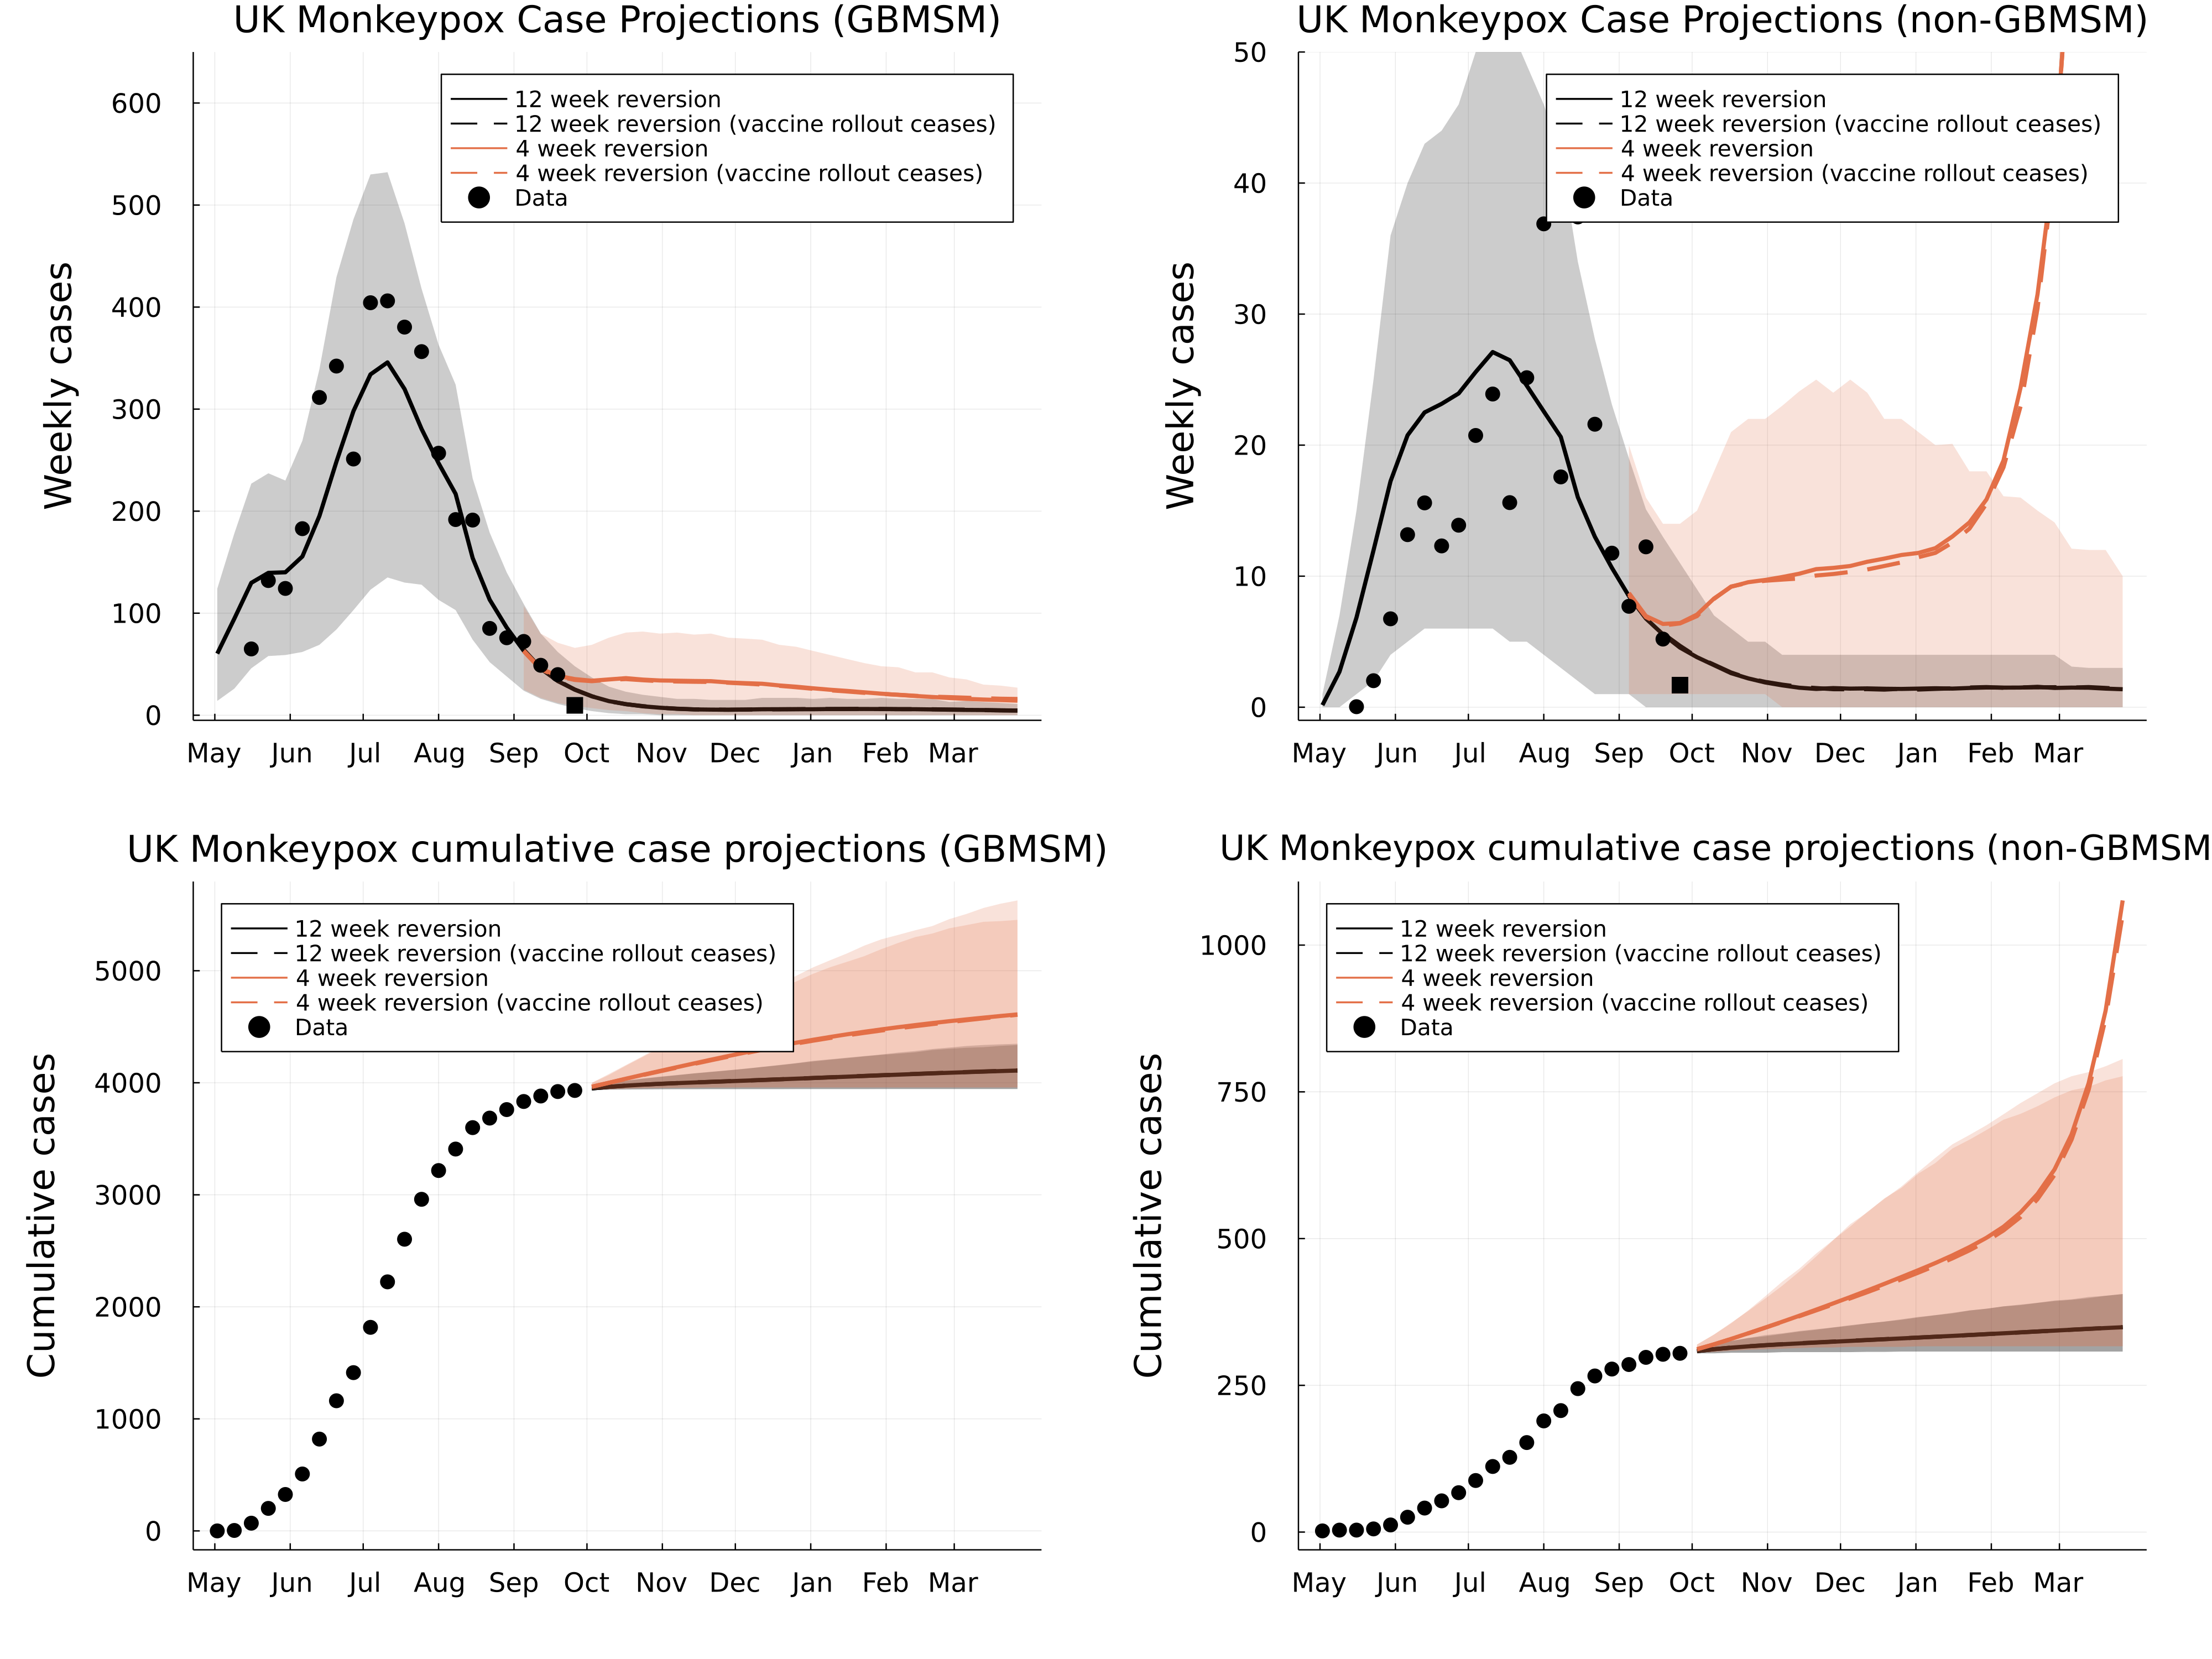 UK Monkeypox Case Projections (GBMSM)
Weekly cases
600
500
400
300
200
100
0
12 week reversion
12 week reversion (vaccine rollout ceases)
4 week reversion
4 week reversion (vaccine rollout ceases)
Data
May Jun Jul Aug Sep Oct Nov Dec Jan Feb Mar
UK Monkeypox Case Projections (non-GBMSM)
Weekly cases
50
40
30
20
10
0
12 week reversion
12 week reversion (vaccine rollout ceases)
4 week reversion
4 week reversion (vaccine rollout ceases)
Data
May Jun Jul Aug Sep Oct Nov Dec Jan Feb Mar
UK Monkeypox cumulative case projections (GBMSM)
Cumulative cases
5000
4000
3000
2000
1000
0
12 week reversion
12 week reversion (vaccine rollout ceases)
4 week reversion
4 week reversion (vaccine rollout ceases)
Data
May Jun Jul Aug Sep Oct Nov Dec Jan Feb Mar
UK Monkeypox cumulative case projections (non-GBMSM
Cumulative cases
1000
750
500
250
0
12 week reversion
12 week reversion (vaccine rollout ceases)
4 week reversion
4 week reversion (vaccine rollout ceases)
Data
May Jun Jul Aug Sep Oct Nov Dec Jan Feb Mar